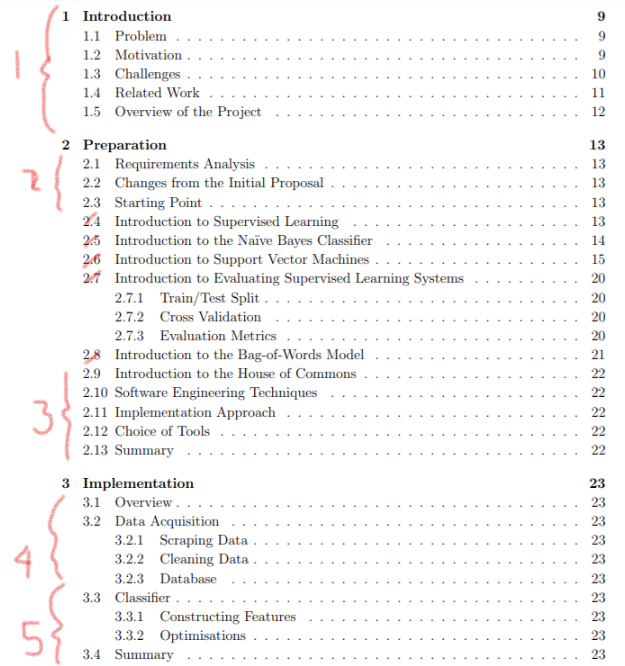 1 Introduction 9
1.1 Problem . . . . . . . . . . . . . . . . . . . . . . . . . . . . . . 9
1.2 Motivation . . . . . . . . . . . . . . . . . . . . . . . . . . . . . 9
1.3 Challenges . . . . . . . . . . . . . . . . . . . . . . . . . . . . . 10
1.4 Related Work . . . . . . . . . . . . . . . . . . . . . . . . . . . . 11
1.5 Overview of the Project . . . . . . . . . . . . . . . . . . . . . . . 12
1
2 Preparation 13
2.1 Requirements Analysis . . . . . . . . . . . . . . . . . . . . . . . . 13
2.2 Changes from the Initial Proposal . . . . . . . . . . . . . . . . . . 13
2.3 Starting Point . . . . . . . . . . . . . . . . . . . . . . . . . . . 13
2
2.4 Introduction to Supervised Learning . . . . . . . . . . . . . . . . . 13
2.5 Introduction to the Naïve Bayes Classifier . . . . . . . . . . . . . . 14
2.6 Introduction to Support Vector Machines . . . . . . . . . . . . . . . 15
2.7 Introduction to Evaluating Supervised Learning Systems . . . . . . . . 20
2.7.1 Train/Test Split . . . . . . . . . . . . . . . . . . . . . . . . . 20
2.7.2 Cross Validation . . . . . . . . . . . . . . . . . . . . . . . . . 20
2.7.3 Evaluation Metrics . . . . . . . . . . . . . . . . . . . . . . . . 20
2.8 Introduction to the Bag-of-Words Model . . . . . . . . . . . . . . . . 21
2.9 Introduction to the House of Commons . . . . . . . . . . . . . . . . . 22
2.10 Software Engineering Techniques . . . . . . . . . . . . . . . . . . . 22
2.11 Implementation Approach . . . . . . . . . . . . . . . . . . . . . . . 22
2.12 Choice of Tools . . . . . . . . . . . . . . . . . . . . . . . . . . . 22
2.13 Summary . . . . . . . . . . . . . . . . . . . . . . . . . . . . . . . 22
3
3 Implementation 23
3.1 Overview . . . . . . . . . . . . . . . . . . . . . . . . . . . . . . . 23
3.2 Data Acquisition . . . . . . . . . . . . . . . . . . . . . . . . . . . 23
3.2.1 Scraping Data . . . . . . . . . . . . . . . . . . . . . . . . . . . 23
3.2.2 Cleaning Data . . . . . . . . . . . . . . . . . . . . . . . . . . . 23
3.2.3 Database . . . . . . . . . . . . . . . . . . . . . . . . . . . . . 23
4
3.3 Classifier . . . . . . . . . . . . . . . . . . . . . . . . . . . . . . 23
3.3.1 Constructing Features . . . . . . . . . . . . . . . . . . . . . . . 23
3.3.2 Optimisations . . . . . . . . . . . . . . . . . . . . . . . . . . . 23
3.4 Summary . . . . . . . . . . . . . . . . . . . . . . . . . . . . . . . 23
5